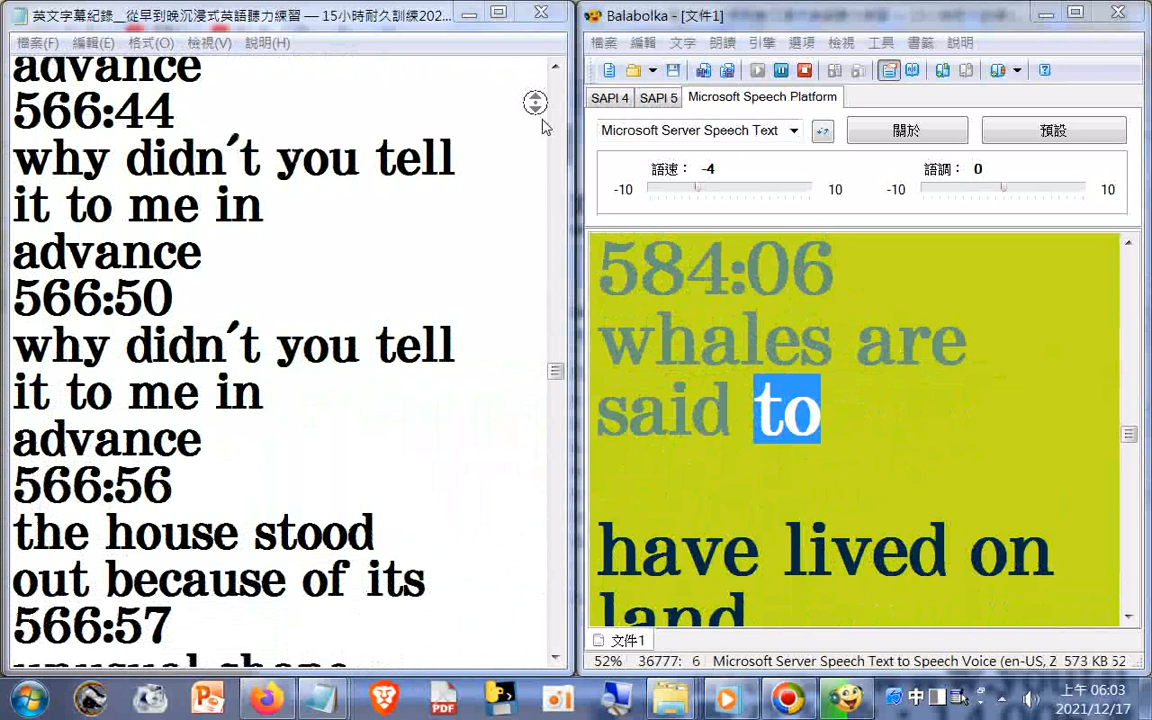 英文字幕紀錄__從早到晚沉浸式英語聽力練習 — 15小時耐久訓練202...
檔案(F) 編輯(E) 格式(O) 檢視(V) 說明(H)
advance
566:44
why didn't you tell
it to me in
advance
566:50
why didn't you tell
it to me in
advance
566:56
the house stood
out because of its
566:57
unusual shape
Balabolka - [文件1]
檔案 編輯 文字 朗讀 引擎 選項 檢視 工具 書籤 說明
SAPI 4 SAPI 5 Microsoft Speech Platform
Microsoft Server Speech Text 關於 預設
語速: -4 語調: 0
-10 10 -10 10
584:06
whales are
said to
have lived on
land
文件1
52% 36777: 6 Microsoft Server Speech Text to Speech Voice (en-US, Z 573 KB 52
PDF 中 上午 06:03
2021/12/17